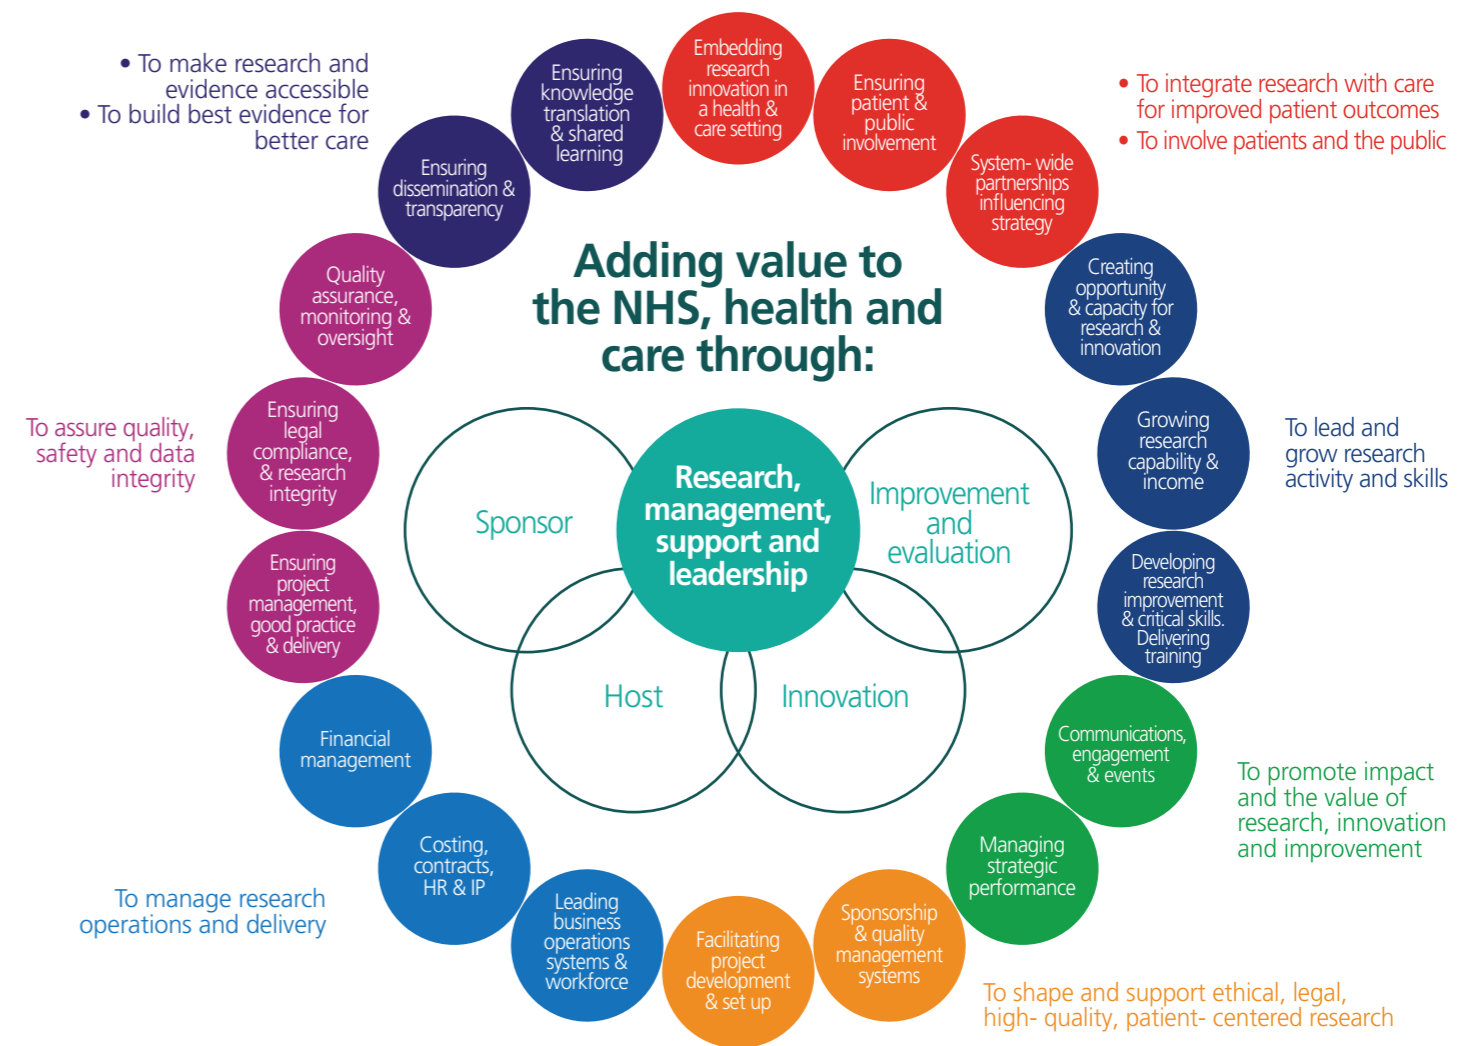 • To make research and
evidence accessible
• To build best evidence for
better care
Ensuring
knowledge
translation
& shared
learning
Embedding
research
innovation in
a health &
care setting
Ensuring
patient &
public
involvement
• To integrate research with care
for improved patient outcomes
• To involve patients and the public
Ensuring
dissemination &
transparency
System- wide
partnerships
influencing
strategy
Adding value to
the NHS, health and
care through:
Quality
assurance,
monitoring &
oversight
Creating
opportunity
& capacity for
research &
innovation
To assure quality,
safety and data
integrity
Ensuring
legal
compliance,
& research
integrity
Growing
research
capability &
income
To lead and
grow research
activity and skills
Sponsor
Research,
management,
support and
leadership
Improvement
and
evaluation
Ensuring
project
management,
good practice
& delivery
Developing
research
improvement
& critical skills.
Delivering
training
Host
Innovation
Financial
management
Communications,
engagement
& events
To promote impact
and the value of
research, innovation
and improvement
Costing,
contracts,
HR & IP
Managing
strategic
performance
To manage research
operations and delivery
Leading
business
operations
systems &
workforce
Facilitating
project
development
& set up
Sponsorship
& quality
management
systems
To shape and support ethical, legal,
high- quality, patient- centered research